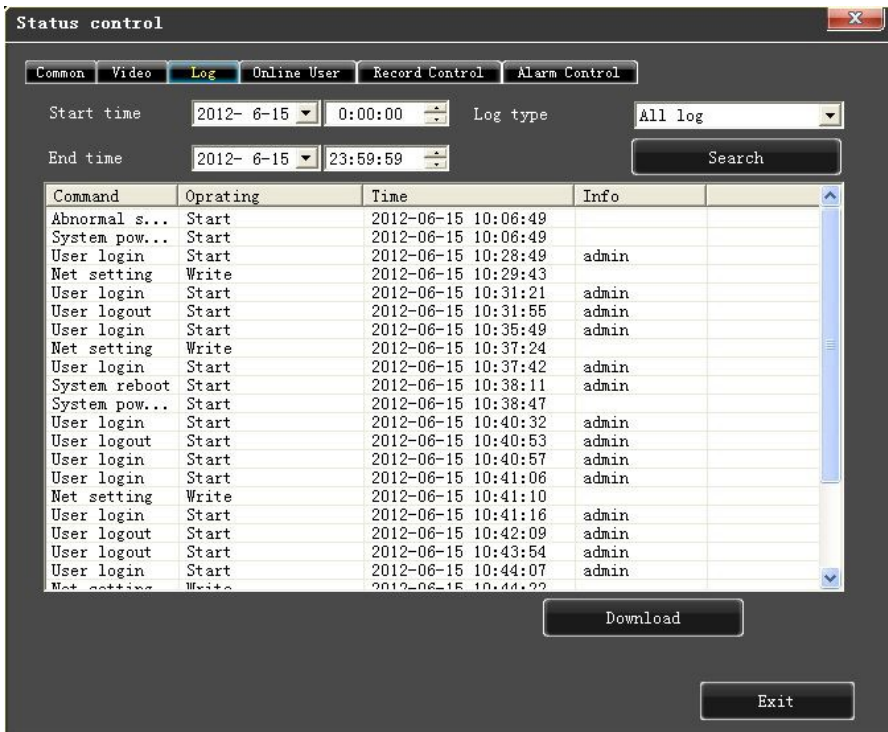 Status control
Common Video Log Online User Record Control Alarm Control
Start time 2012- 6-15 0:00:00 Log type All log
End time 2012- 6-15 23:59:59 Search
Command Oprating Time Info
Abnormal s... Start 2012-06-15 10:06:49
System pow... Start 2012-06-15 10:06:49
User login Start 2012-06-15 10:28:49 admin
Net setting Write 2012-06-15 10:29:43
User login Start 2012-06-15 10:31:21 admin
User logout Start 2012-06-15 10:31:55 admin
User login Start 2012-06-15 10:35:49 admin
Net setting Write 2012-06-15 10:37:24
User login Start 2012-06-15 10:37:42 admin
System reboot Start 2012-06-15 10:38:11 admin
System pow... Start 2012-06-15 10:38:47
User login Start 2012-06-15 10:40:32 admin
User logout Start 2012-06-15 10:40:53 admin
User login Start 2012-06-15 10:40:57 admin
User login Start 2012-06-15 10:41:06 admin
Net setting Write 2012-06-15 10:41:10
User login Start 2012-06-15 10:41:16 admin
User logout Start 2012-06-15 10:42:09 admin
User logout Start 2012-06-15 10:43:54 admin
User login Start 2012-06-15 10:44:07 admin
Net setting Write 2012-06-15 10:44:22
Download
Exit